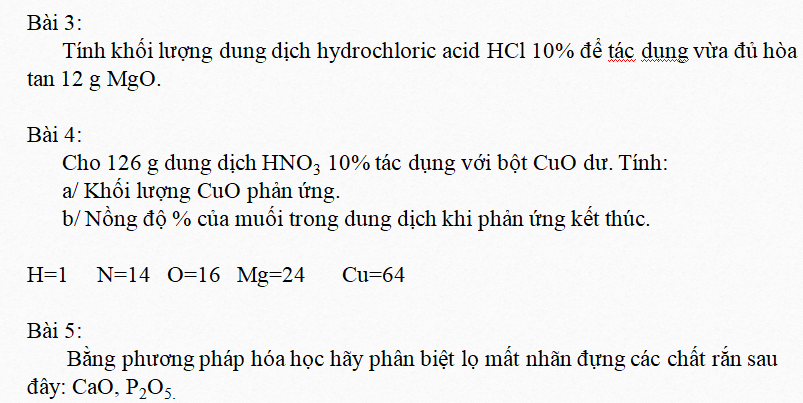 Bài 3:
Tính khối lượng dung dịch hydrochloric acid HCl 10% để tác dụng vừa đủ hòa
tan 12 g MgO.
Bài 4:
Cho 126 g dung dịch HNO₃ 10% tác dụng với bột CuO dư. Tính:
a/ Khối lượng CuO phản ứng.
b/ Nồng độ % của muối trong dung dịch khi phản ứng kết thúc.
H=1 N=14 O=16 Mg=24 Cu=64
Bài 5:
Bằng phương pháp hóa học hãy phân biệt lọ mất nhãn đựng các chất rắn sau
đây: CaO, P₂O₅.